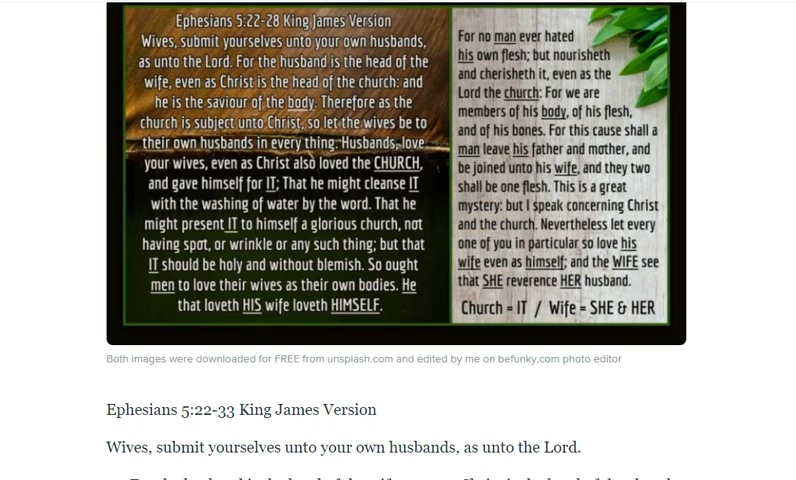 Ephesians 5:22-28 King James Version
Wives, submit yourselves unto your own husbands,
as unto the Lord. For the husband is the head of the
wife, even as Christ is the head of the church: and
he is the saviour of the body. Therefore as the
church is subject unto Christ, so let the wives be to
their own husbands in every thing. Husbands, love
your wives, even as Christ also loved the CHURCH,
and gave himself for IT; That he might cleanse IT
with the washing of water by the word. That he
might present IT to himself a glorious church, not
having spot, or wrinkle or any such thing; but that
IT should be holy and without blemish. So ought
men to love their wives as their own bodies. He
that loveth HIS wife loveth HIMSELF.
For no man ever hated
his own flesh; but nourisheth
and cherisheth it, even as the
Lord the church: For we are
members of his body, of his flesh,
and of his bones. For this cause shall a
man leave his father and mother, and
be joined unto his wife, and they two
shall be one flesh. This is a great
mystery: but I speak concerning Christ
and the church. Nevertheless let every
one of you in particular so love his
wife even as himself; and the WIFE see
that SHE reverence HER husband.
Church = IT / Wife = SHE & HER
Both images were downloaded for FREE from unsplash.com and edited by me on befunky.com photo editor
Ephesians 5:22-33 King James Version
Wives, submit yourselves unto your own husbands, as unto the Lord.